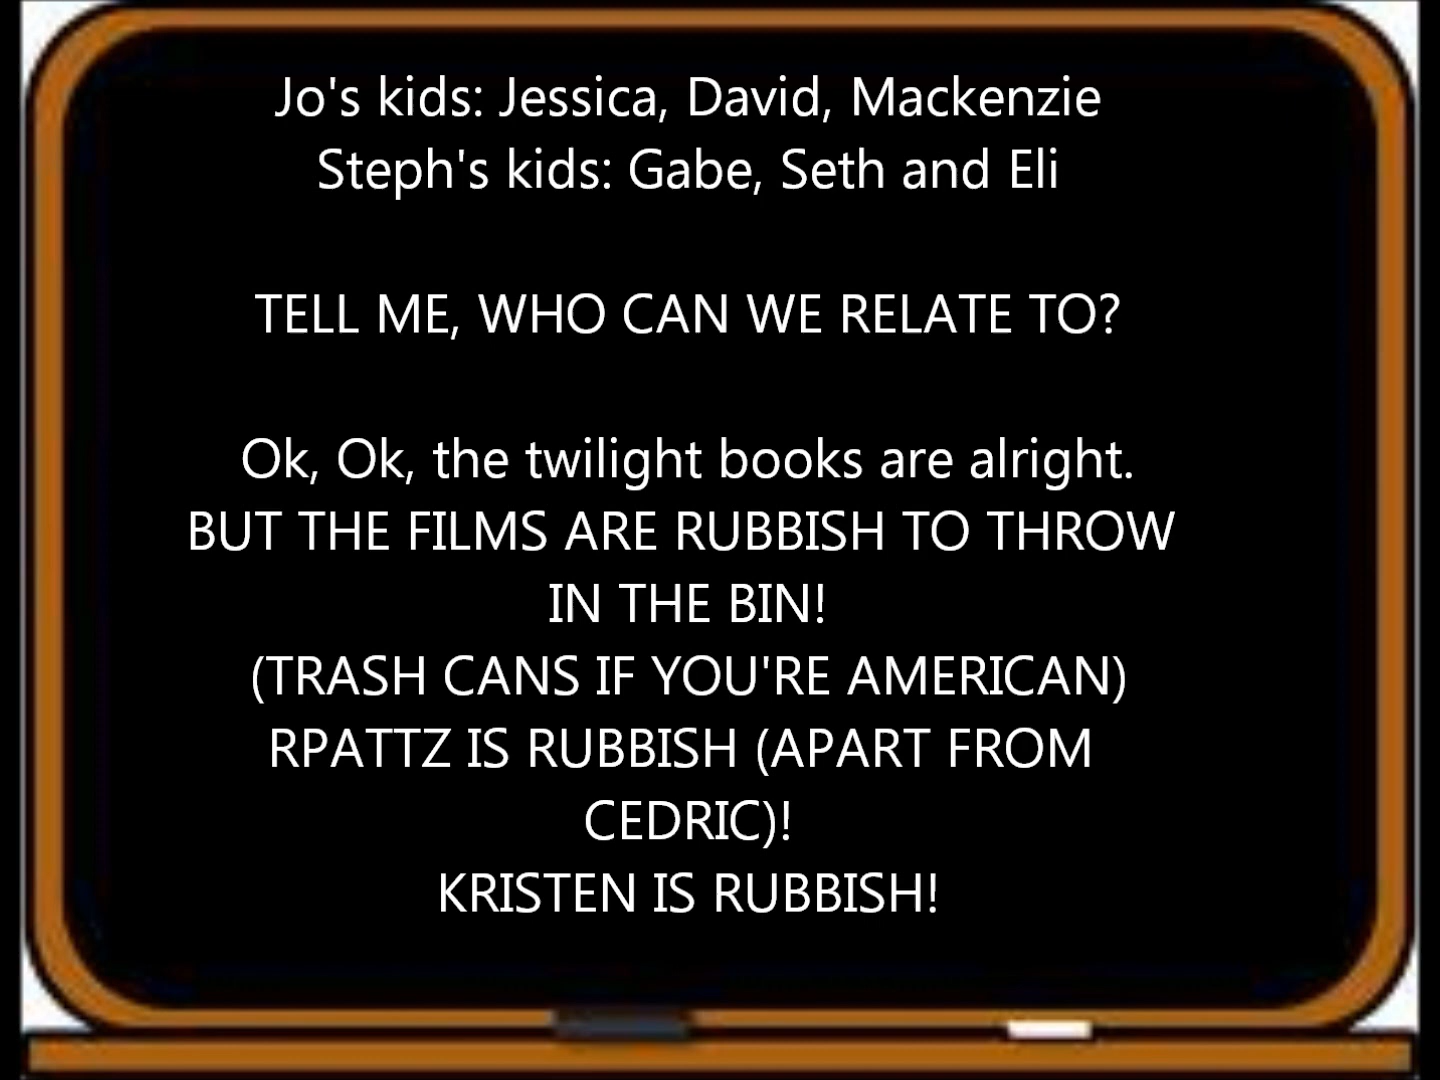 Jo's kids: Jessica, David, Mackenzie
Steph's kids: Gabe, Seth and Eli
TELL ME, WHO CAN WE RELATE TO?
Ok, Ok, the twilight books are alright.
BUT THE FILMS ARE RUBBISH TO THROW
IN THE BIN!
(TRASH CANS IF YOU'RE AMERICAN)
RPATTZ IS RUBBISH (APART FROM
CEDRIC)!
KRISTEN IS RUBBISH!